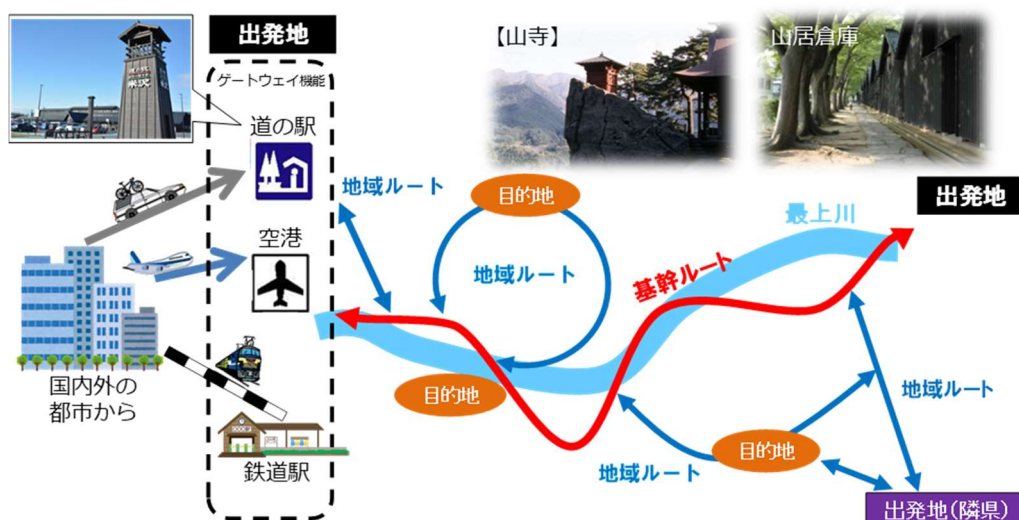 出発地
ゲートウェイ機能
道の駅
米沢
空港
鉄道駅
国内外の
都市から
【山寺】
山居倉庫
地域ルート
目的地
地域ルート
基幹ルート
最上川
出発地
目的地
地域ルート
目的地
地域ルート
出発地(隣県)